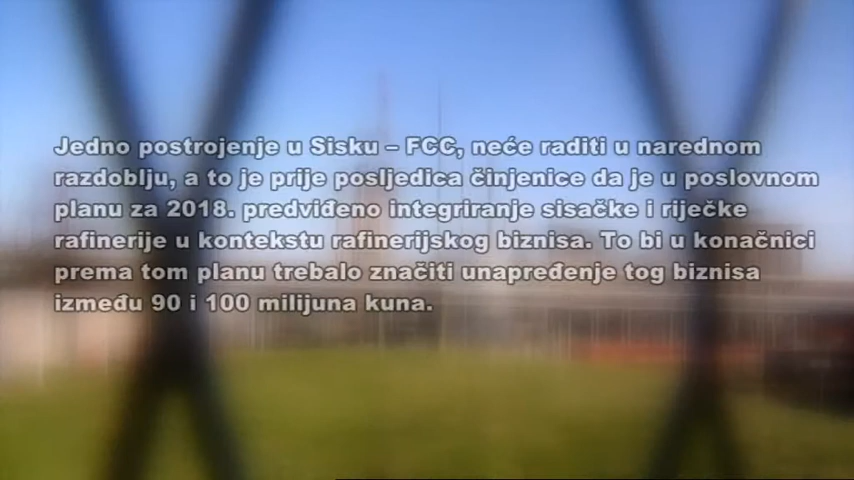 Jedno postrojenje u Sisku – FCC, neće raditi u narednom
razdoblju, a to je prije posljedica činjenice da je u poslovnom
planu za 2018. predviđeno integriranje sisačke i riječke
rafinerije u kontekstu rafinerijskog biznisa. To bi u konačnici
prema tom planu trebalo značiti unapređenje tog biznisa
između 90 i 100 milijuna kuna.